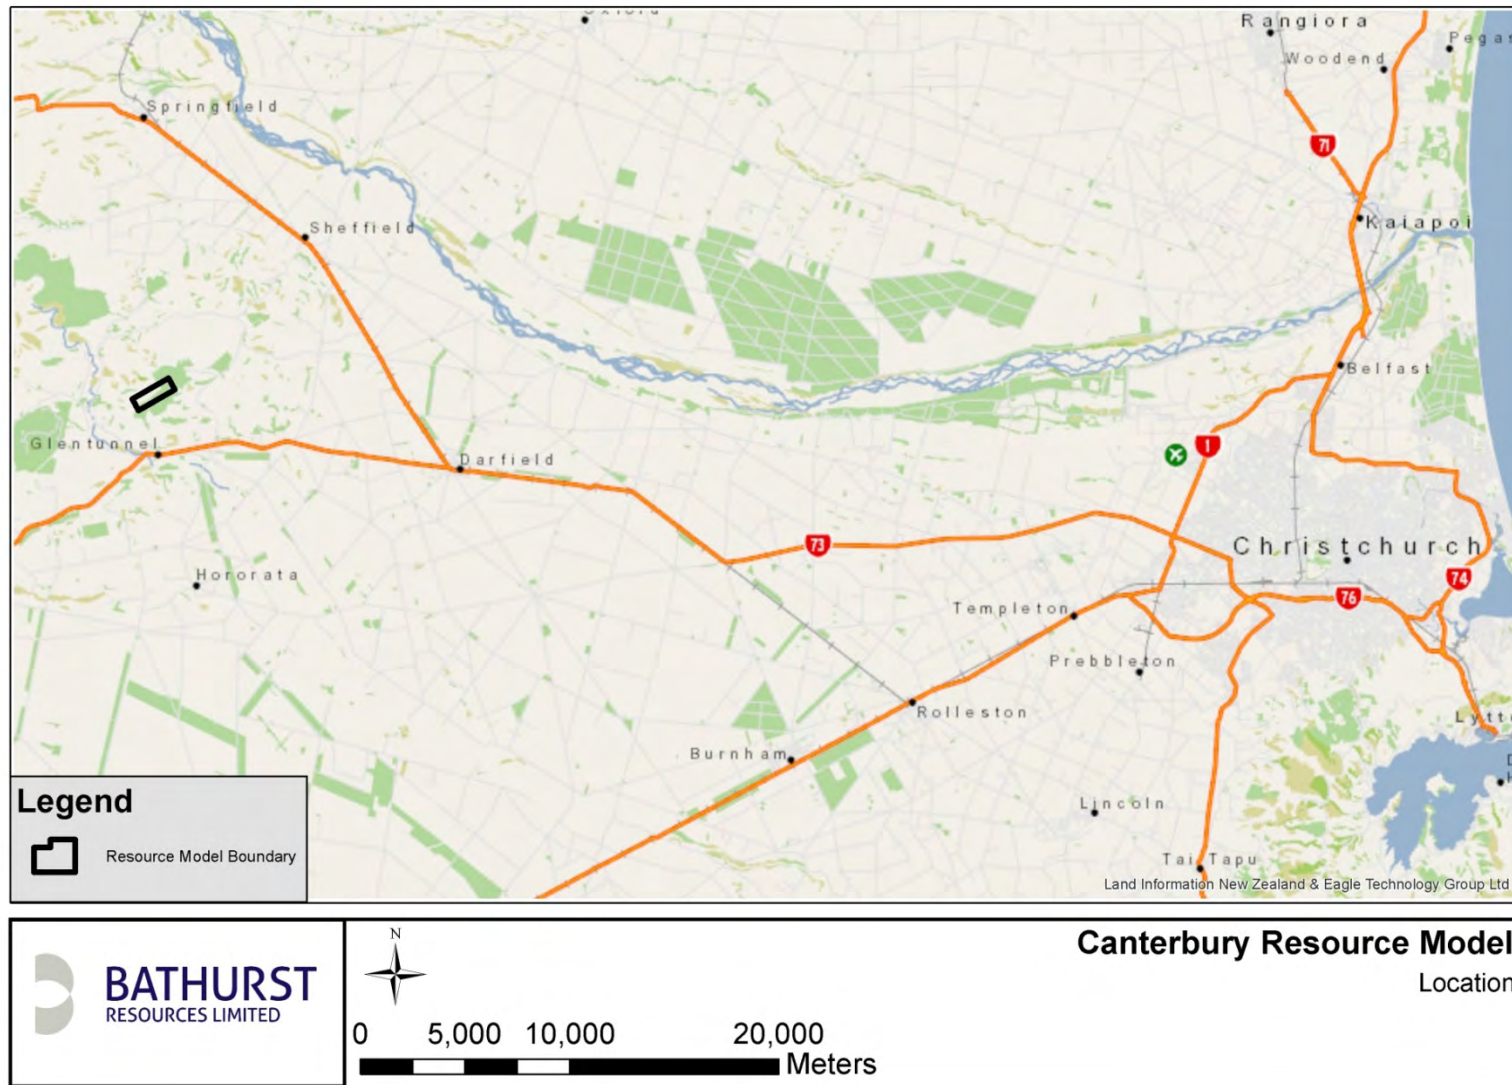 Rangiora
Woodend
Springfield
71
Sheffield
Kaiapoi
Belfast
Glentunnel
1
Darfield
73
Christchurch
Hororata
74
76
Templeton
Prebbleton
Rolleston
Burnham
Lincoln
Tai Tapu
Legend
Resource Model Boundary
Land Information New Zealand & Eagle Technology Group Ltd
BATHURST
RESOURCES LIMITED
N
0 5,000 10,000 20,000
Meters
Canterbury Resource Model
Location